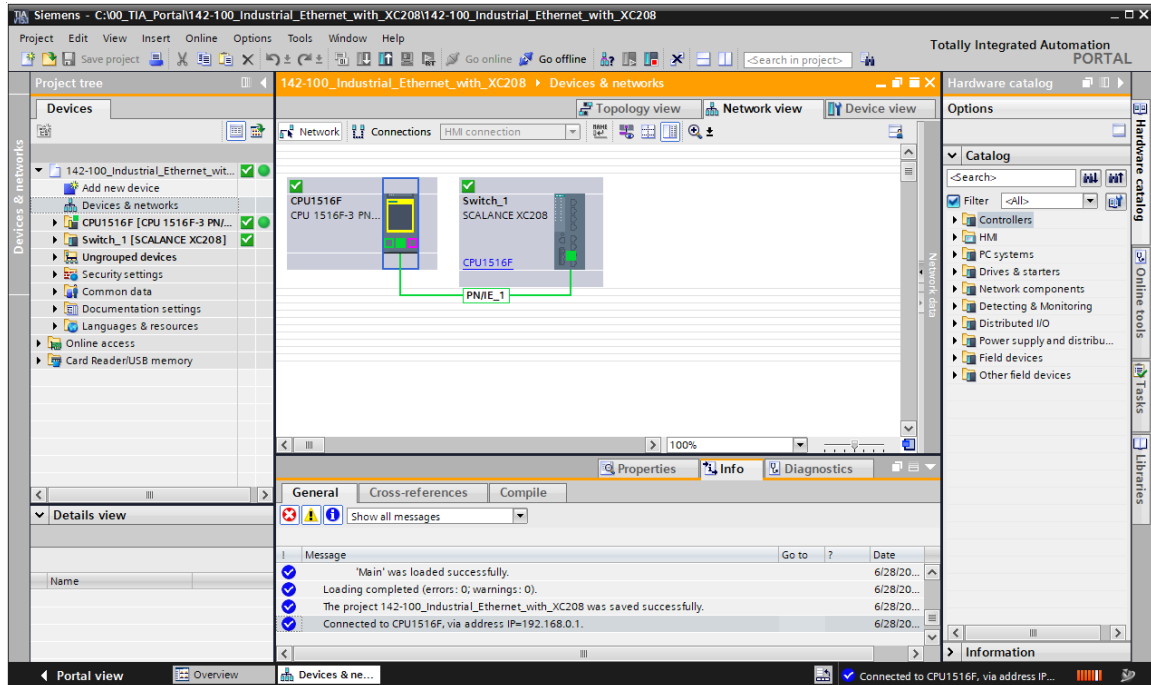 Siemens - C:\00_TIA_Portal\142-100_Industrial_Ethernet_with_XC208\142-100_Industrial_Ethernet_with_XC208
Project Edit View Insert Online Options Tools Window Help
Totally Integrated Automation
PORTAL
Save project Go online Go offline <Search in project>
Project tree
142-100_Industrial_Ethernet_with_XC208 Devices & networks
Hardware catalog
Devices
Topology view Network view Device view
Options
Network Connections HMI connection
Devices & networks
Catalog
<Search>
Filter <All>
142-100_Industrial_Ethernet_wit...
Add new device
Devices & networks
CPU1516F [CPU 1516F-3 PN/...
Switch_1 [SCALANCE XC208]
Ungrouped devices
Security settings
Common data
Documentation settings
Languages & resources
Online access
Card Reader/USB memory
CPU1516F
CPU 1516F-3 PN...
Switch_1
SCALANCE XC208
CPU1516F
PN/IE_1
Network data
Controllers
HMI
PC systems
Drives & starters
Network components
Detecting & Monitoring
Distributed I/O
Power supply and distribu...
Field devices
Other field devices
Hardware catalog
Online tools
Tasks
Libraries
100%
Properties Info Diagnostics
General Cross-references Compile
Show all messages
Details view
Name
! Message Go to ? Date
'Main' was loaded successfully. 6/28/20...
Loading completed (errors: 0; warnings: 0). 6/28/20...
The project 142-100_Industrial_Ethernet_with_XC208 was saved successfully. 6/28/20...
Connected to CPU1516F, via address IP=192.168.0.1. 6/28/20...
Information
Portal view Overview Devices & ne... Connected to CPU1516F, via address IP...